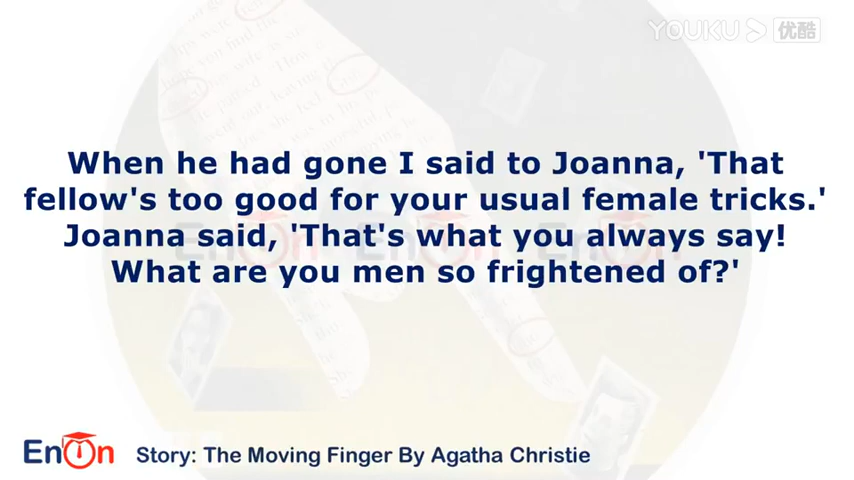 YOUKU 优酷
When he had gone I said to Joanna, 'That
fellow's too good for your usual female tricks.'
Joanna said, 'That's what you always say!
What are you men so frightened of?'
EnOn
Story: The Moving Finger By Agatha Christie